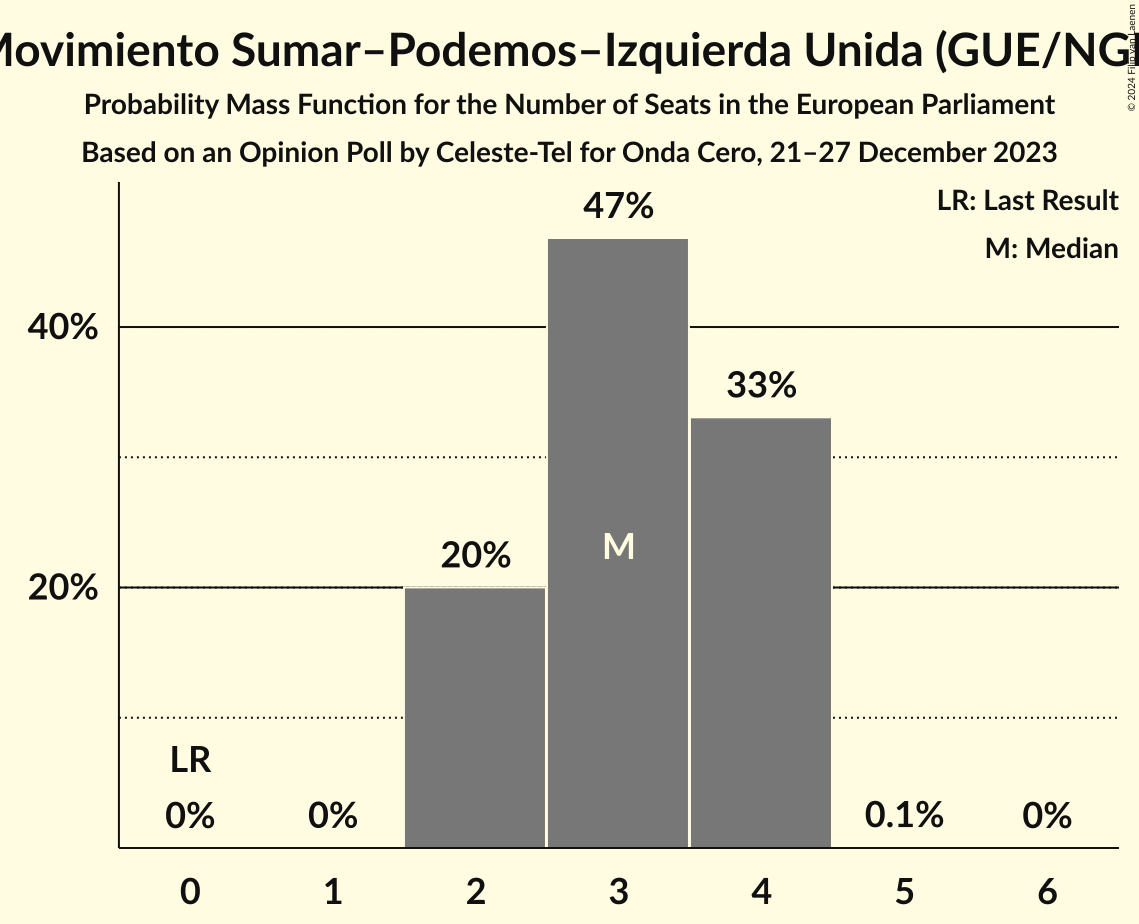 Movimiento Sumar–Podemos–Izquierda Unida (GUE/NGL
Probability Mass Function for the Number of Seats in the European Parliament
Based on an Opinion Poll by Celeste-Tel for Onda Cero, 21–27 December 2023
© 2024 Filip van Laenen
LR: Last Result
M: Median
47%
40%
33%
M
20%
20%
LR
0% 0% 0.1% 0%
0 1 2 3 4 5 6